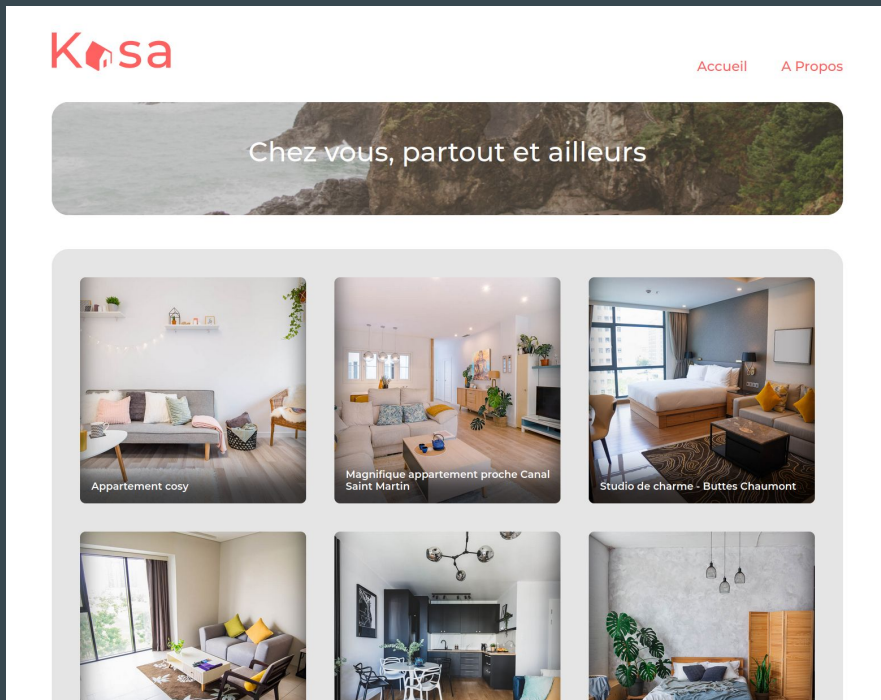 Kasa
Accueil
A Propos
Chez vous, partout et ailleurs
Appartement cosy
Magnifique appartement proche Canal
Saint Martin
Studio de charme - Buttes Chaumont